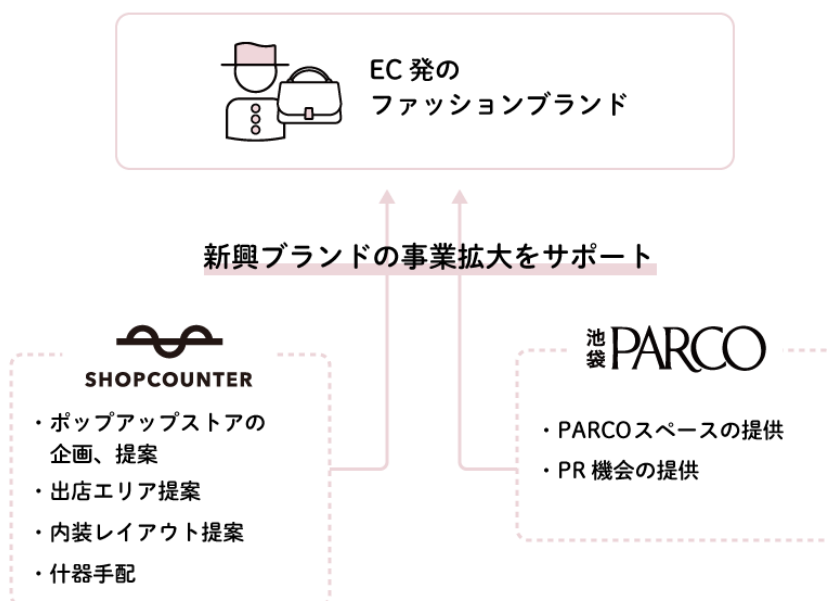 EC 発の
ファッションブランド
新興ブランドの事業拡大をサポート
SHOPCOUNTER
・ポップアップストアの
企画、提案
・出店エリア提案
・内装レイアウト提案
・什器手配
池袋 PARCO
・PARCOスペースの提供
・PR 機会の提供